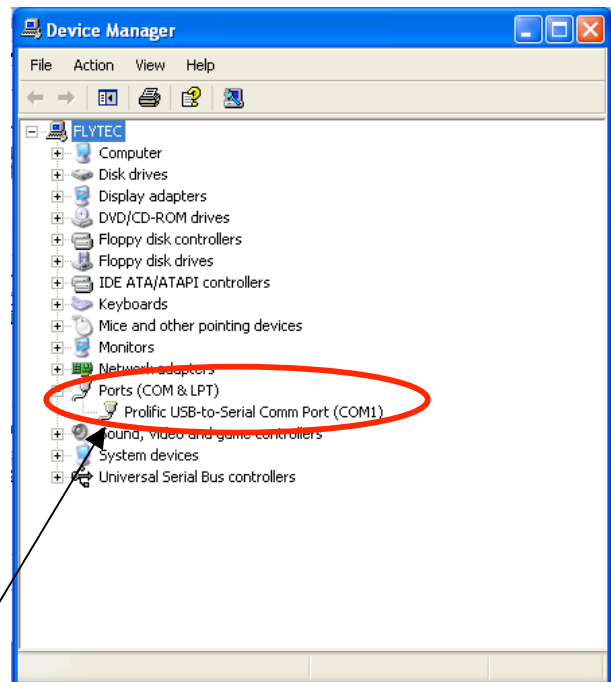 Device Manager
File Action View Help
FLYTEC
Computer
Disk drives
Display adapters
DVD/CD-ROM drives
Floppy disk controllers
Floppy disk drives
IDE ATA/ATAPI controllers
Keyboards
Mice and other pointing devices
Monitors
Network adapters
Ports (COM & LPT)
Prolific USB-to-Serial Comm Port (COM1)
Sound, video and game controllers
System devices
Universal Serial Bus controllers